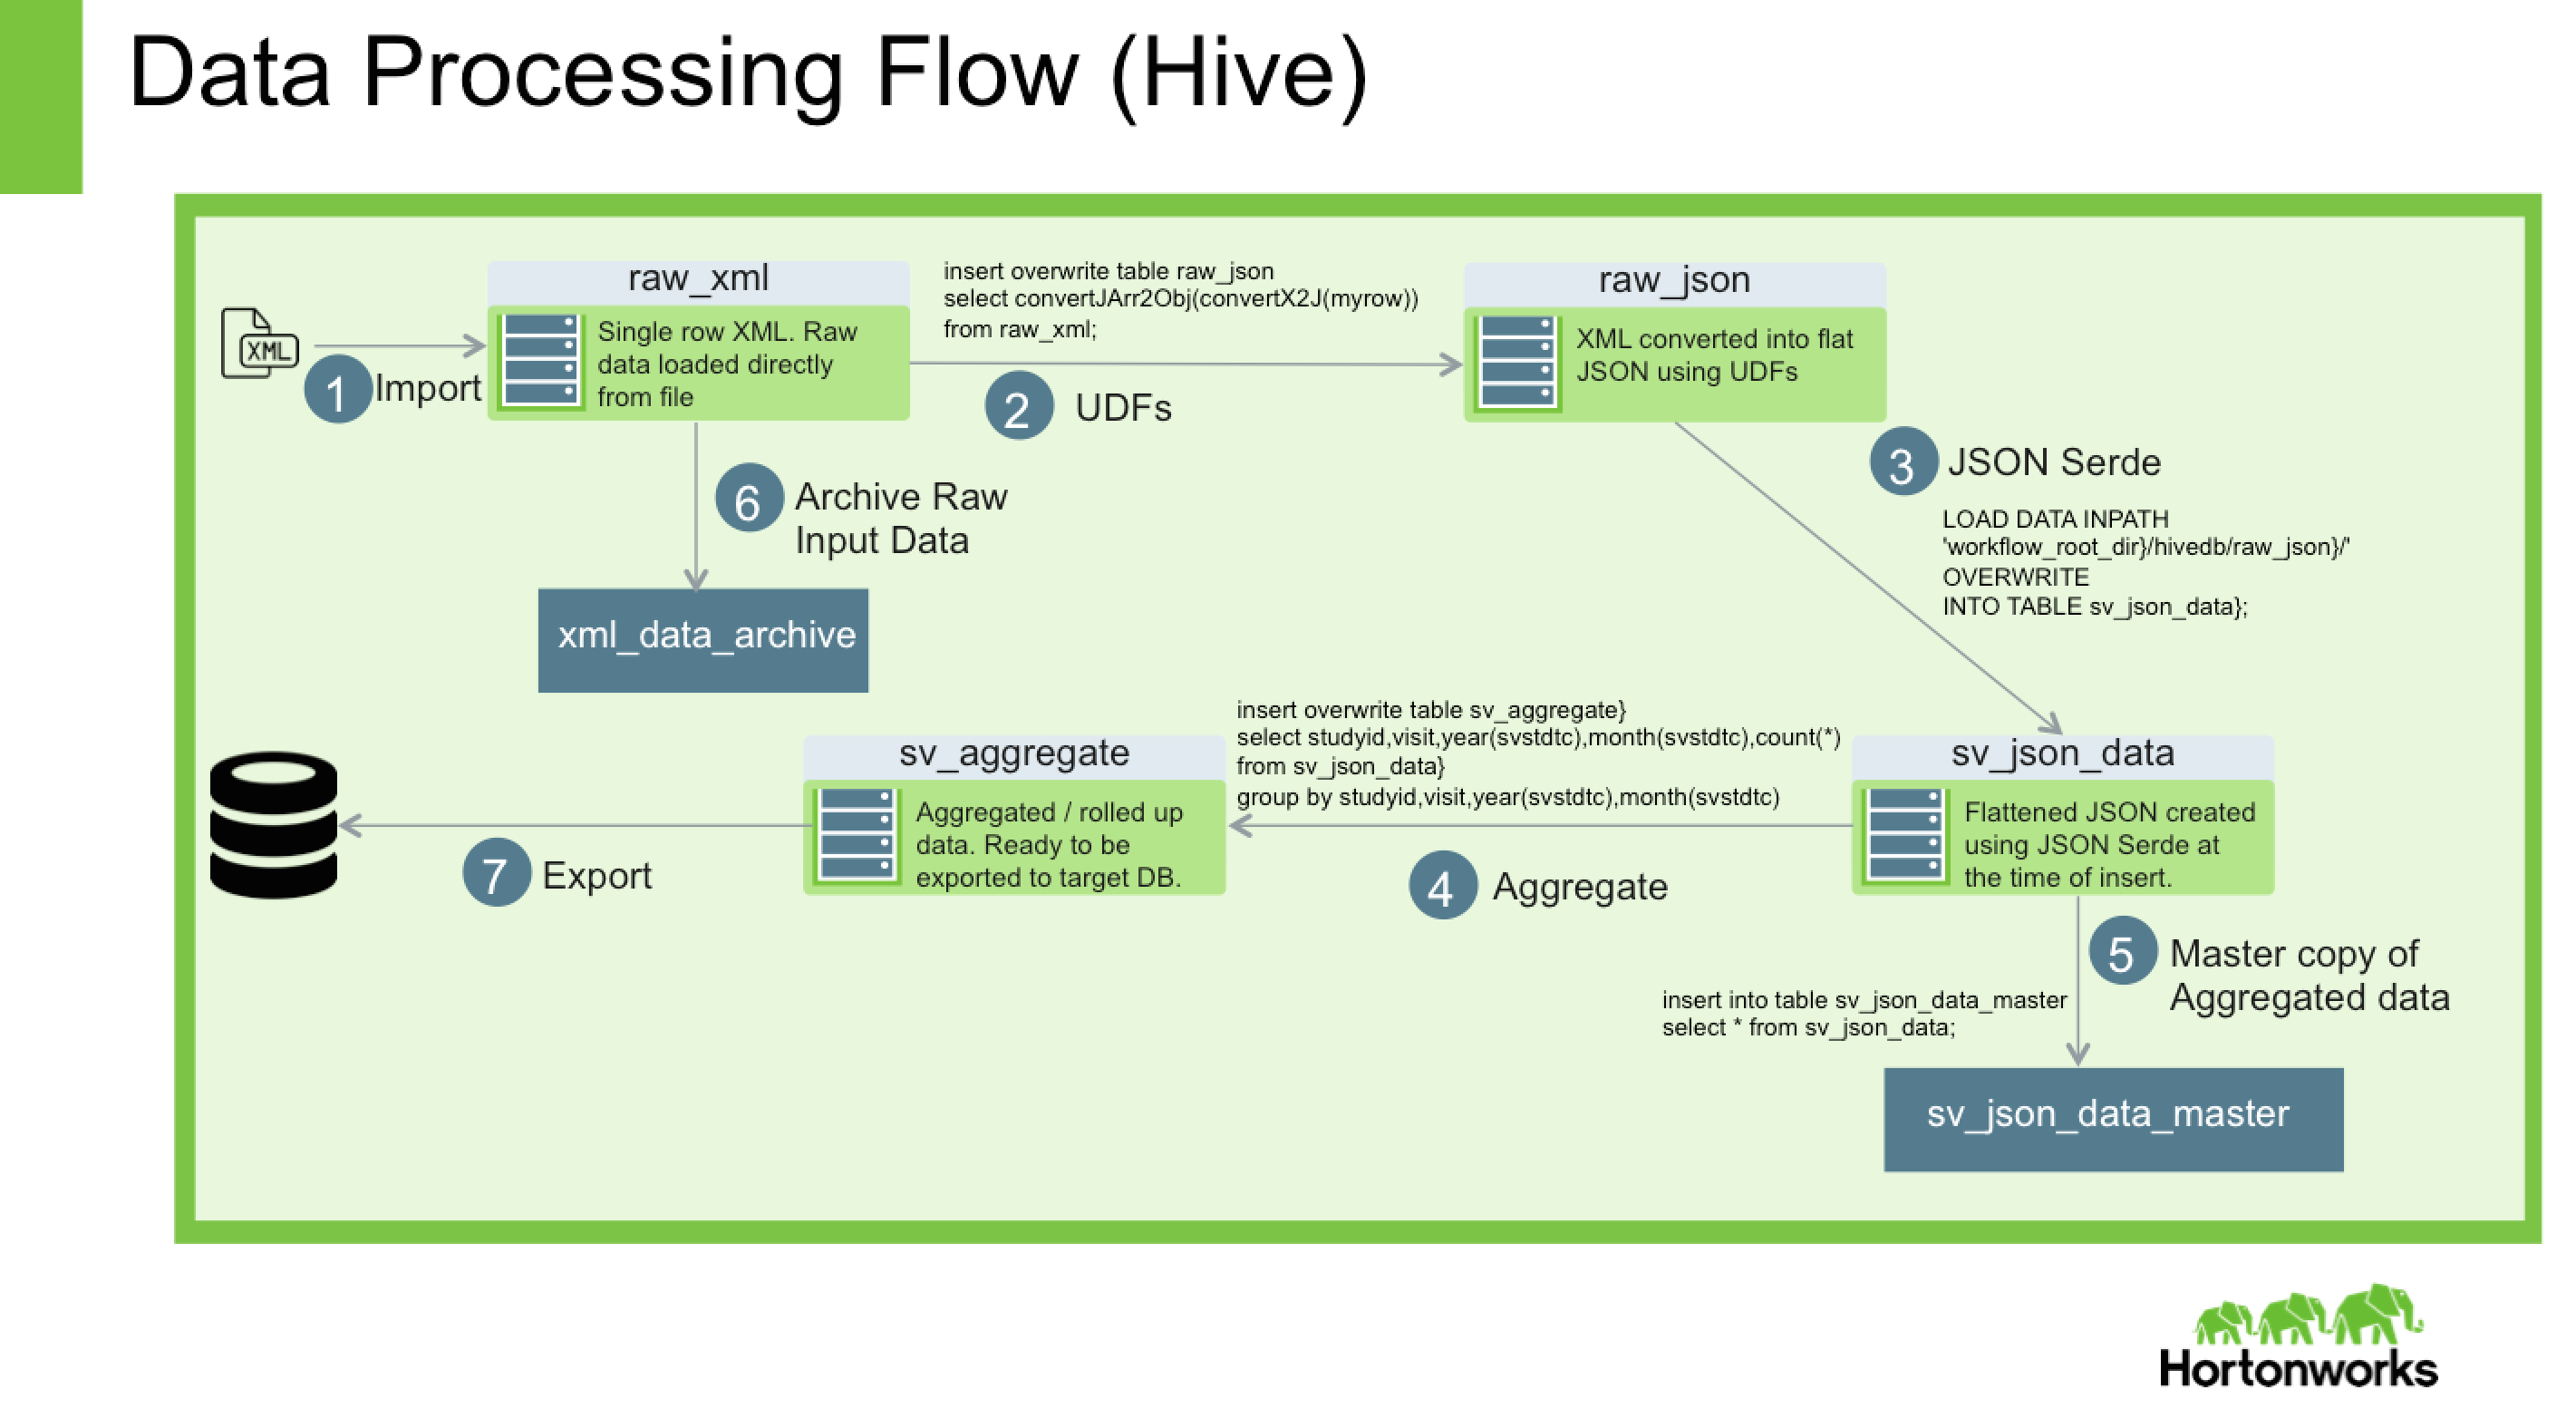 Data Processing Flow (Hive)
XML
1
Import
raw_xml
Single row XML. Raw
data loaded directly
from file
insert overwrite table raw_json
select convertJArr2Obj(convertX2J(myrow))
from raw_xml;
2
UDFs
raw_json
XML converted into flat
JSON using UDFs
3
JSON Serde
LOAD DATA INPATH
'workflow_root_dir}/hivedb/raw_json}/'
OVERWRITE
INTO TABLE sv_json_data};
6
Archive Raw
Input Data
xml_data_archive
sv_json_data
Flattened JSON created
using JSON Serde at
the time of insert.
insert overwrite table sv_aggregate}
select studyid,visit,year(svstdtc),month(svstdtc),count(*)
from sv_json_data}
group by studyid,visit,year(svstdtc),month(svstdtc)
4
Aggregate
sv_aggregate
Aggregated / rolled up
data. Ready to be
exported to target DB.
7
Export
5
Master copy of
Aggregated data
insert into table sv_json_data_master
select * from sv_json_data;
sv_json_data_master
Hortonworks